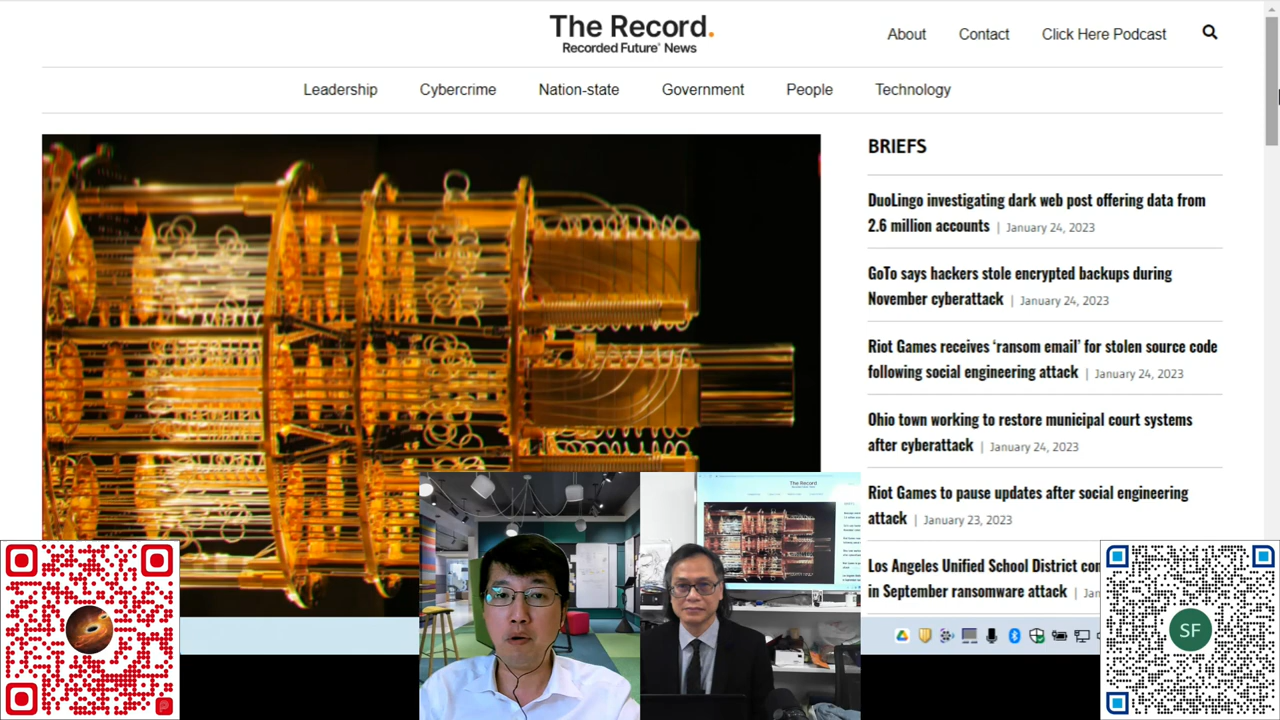 The Record.
Recorded Future® News
About
Contact
Click Here Podcast
Leadership
Cybercrime
Nation-state
Government
People
Technology
BRIEFS
DuoLingo investigating dark web post offering data from
2.6 million accounts | January 24, 2023
GoTo says hackers stole encrypted backups during
November cyberattack | January 24, 2023
Riot Games receives ‘ransom email’ for stolen source code
following social engineering attack | January 24, 2023
Ohio town working to restore municipal court systems
after cyberattack | January 24, 2023
Riot Games to pause updates after social engineering
attack | January 23, 2023
Los Angeles Unified School District
in September ransomware attack |
The Record
SF